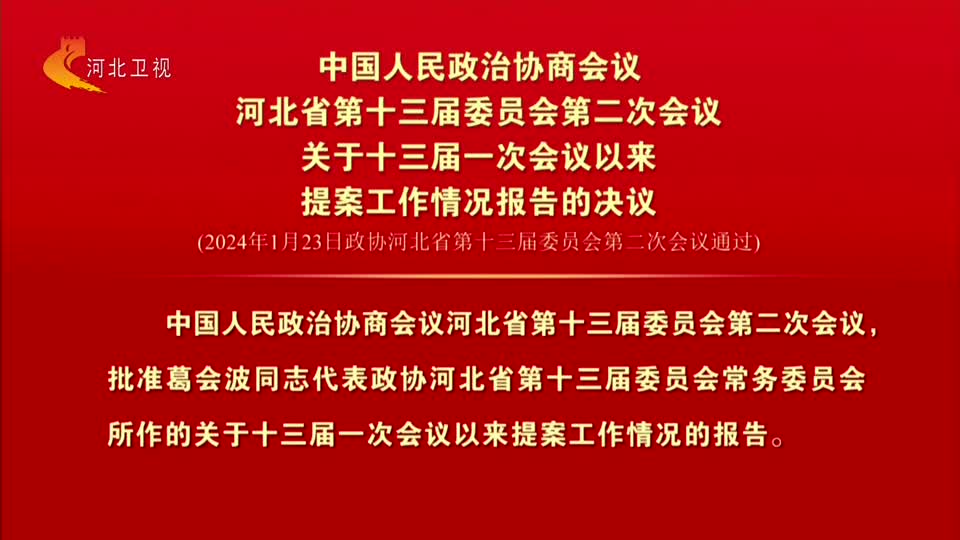 河北卫视
中国人民政治协商会议
河北省第十三届委员会第二次会议
关于十三届一次会议以来
提案工作情况报告的决议
(2024年1月23日政协河北省第十三届委员会第二次会议通过)
中国人民政治协商会议河北省第十三届委员会第二次会议，
批准葛会波同志代表政协河北省第十三届委员会常务委员会
所作的关于十三届一次会议以来提案工作情况的报告。